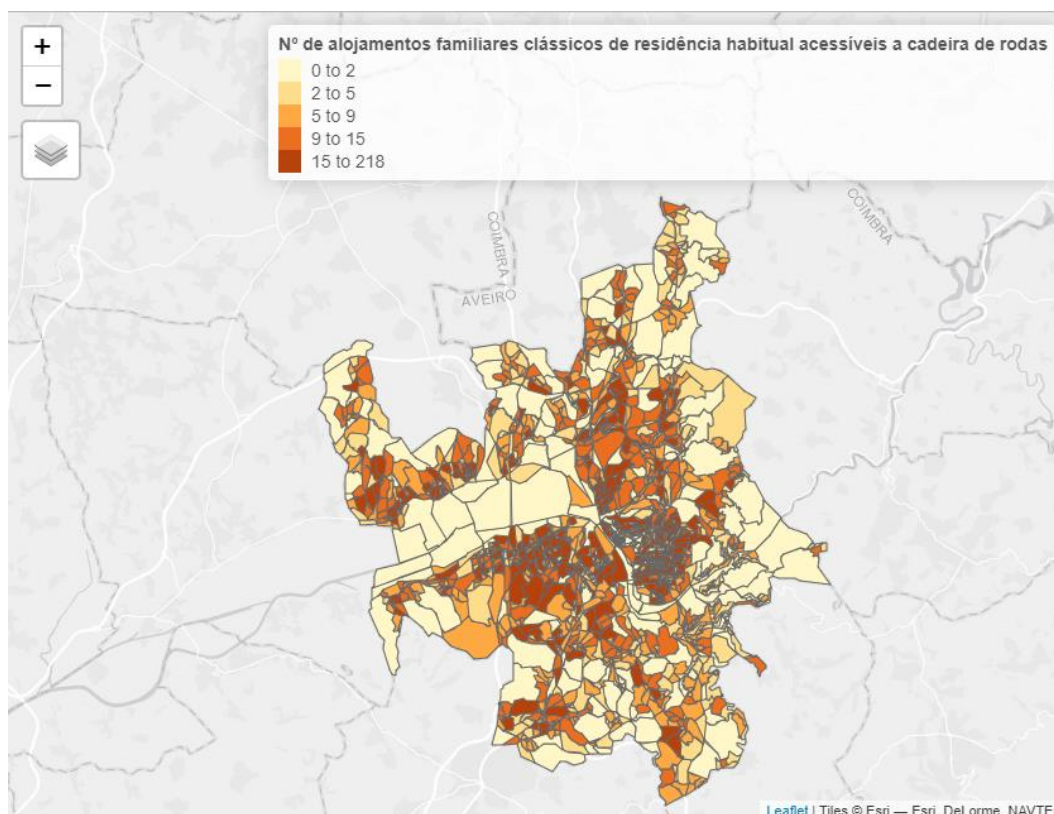 +
−
Nº de alojamentos familiares clássicos de residência habitual acessíveis a cadeira de rodas
0 to 2
2 to 5
5 to 9
9 to 15
15 to 218
COIMBRA
COIMBRA
AVEIRO
Leaflet | Tiles © Esri — Esri, DeLorme, NAVTE